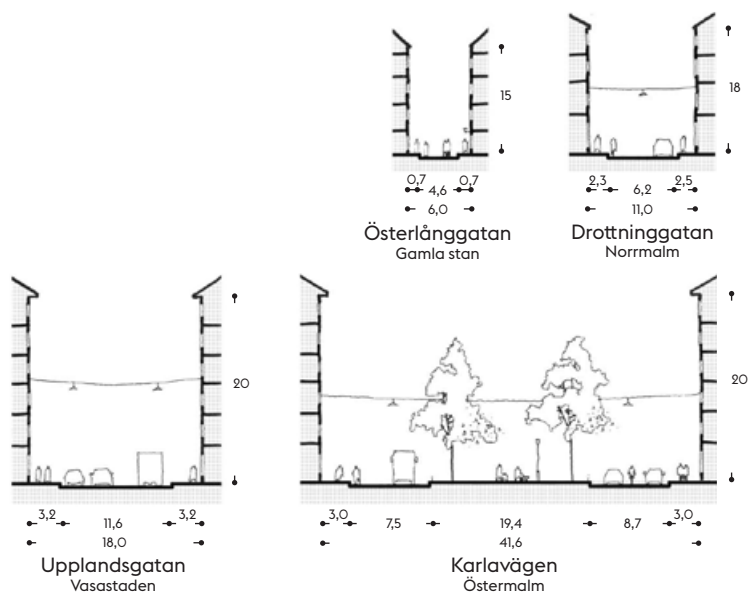 15
0,7 0,7
4,6
6,0
Österlånggatan
Gamla stan
18
2,3 2,5
6,2
11,0
Drottninggatan
Norrmalm
20
3,2 3,2
11,6
18,0
Upplandsgatan
Vasastaden
20
3,0 3,0
7,5 19,4 8,7
41,6
Karlavägen
Östermalm